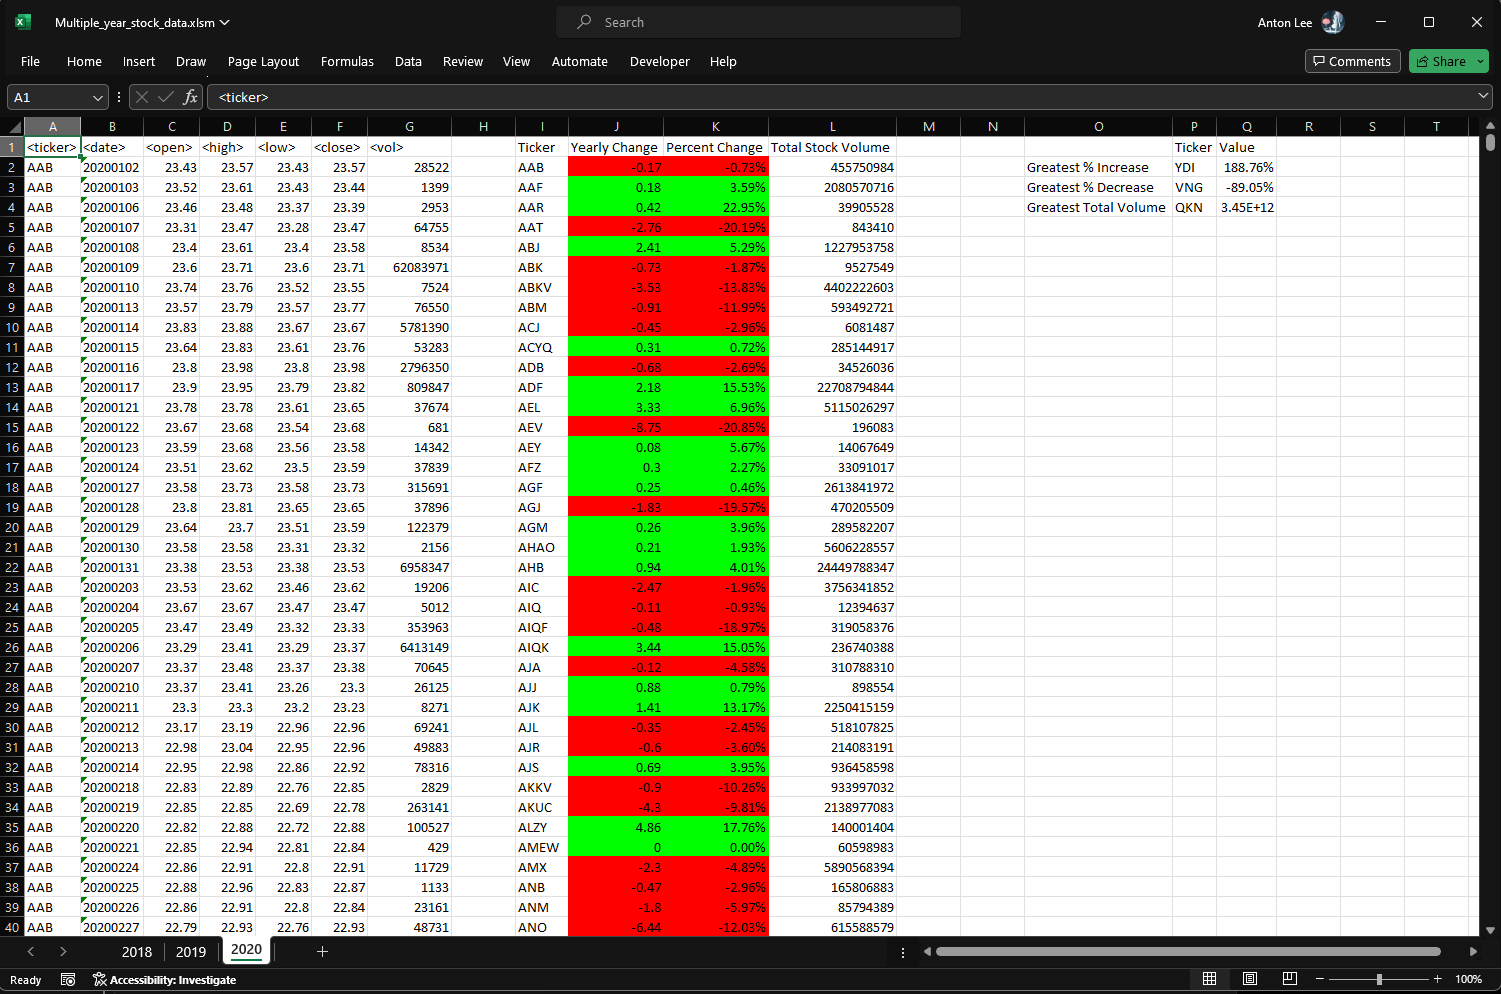 Multiple_year_stock_data.xlsm
Search
Anton Lee
File Home Insert Draw Page Layout Formulas Data Review View Automate Developer Help
Comments Share
A1 fx <ticker>
A B C D E F G H I J K L M N O P Q R S T
1 <ticker> <date> <open> <high> <low> <close> <vol> Ticker Yearly Change Percent Change Total Stock Volume Ticker Value
2 AAB 20200102 23.43 23.57 23.43 23.57 28522 AAB -0.17 -0.73% 455750984 Greatest % Increase YDI 188.76%
3 AAB 20200103 23.52 23.61 23.43 23.44 1399 AAF 0.18 3.59% 2080570716 Greatest % Decrease VNG -89.05%
4 AAB 20200106 23.46 23.48 23.37 23.39 2953 AAR 0.42 22.95% 39905528 Greatest Total Volume QKN 3.45E+12
5 AAB 20200107 23.31 23.47 23.28 23.47 64755 AAT -2.76 -20.19% 843410
6 AAB 20200108 23.4 23.61 23.4 23.58 8534 ABJ 2.41 5.29% 1227953758
7 AAB 20200109 23.6 23.71 23.6 23.71 62083971 ABK -0.73 -1.87% 9527549
8 AAB 20200110 23.74 23.76 23.52 23.55 7524 ABKV -3.53 -13.83% 4402222603
9 AAB 20200113 23.57 23.79 23.57 23.77 76550 ABM -0.91 -11.99% 593492721
10 AAB 20200114 23.83 23.88 23.67 23.67 5781390 ACJ -0.45 -2.96% 6081487
11 AAB 20200115 23.64 23.83 23.61 23.76 53283 ACYQ 0.31 0.72% 285144917
12 AAB 20200116 23.8 23.98 23.8 23.98 2796350 ADB -0.68 -2.69% 34526036
13 AAB 20200117 23.9 23.95 23.79 23.82 809847 ADF 2.18 15.53% 22708794844
14 AAB 20200121 23.78 23.78 23.61 23.65 37674 AEL 3.33 6.96% 5115026297
15 AAB 20200122 23.67 23.68 23.54 23.68 681 AEV -8.75 -20.85% 196083
16 AAB 20200123 23.59 23.68 23.56 23.58 14342 AEY 0.08 5.67% 14067649
17 AAB 20200124 23.51 23.62 23.5 23.59 37839 AFZ 0.3 2.27% 33091017
18 AAB 20200127 23.58 23.73 23.58 23.73 315691 AGF 0.25 0.46% 2613841972
19 AAB 20200128 23.8 23.81 23.65 23.65 37896 AGJ -1.83 -19.57% 470205509
20 AAB 20200129 23.64 23.7 23.51 23.59 122379 AGM 0.26 3.96% 289582207
21 AAB 20200130 23.58 23.58 23.31 23.32 2156 AHAO 0.21 1.93% 5606228557
22 AAB 20200131 23.38 23.53 23.38 23.53 6958347 AHB 0.94 4.01% 24449788347
23 AAB 20200203 23.53 23.62 23.46 23.62 19206 AIC -2.47 -1.96% 3756341852
24 AAB 20200204 23.67 23.67 23.47 23.47 5012 AIQ -0.11 -0.93% 12394637
25 AAB 20200205 23.47 23.49 23.32 23.33 353963 AIQF -0.48 -18.97% 319058376
26 AAB 20200206 23.29 23.41 23.29 23.37 6413149 AIQK 3.44 15.05% 236740388
27 AAB 20200207 23.37 23.48 23.37 23.38 70645 AJA -0.12 -4.58% 310788310
28 AAB 20200210 23.37 23.41 23.26 23.3 26125 AJJ 0.88 0.79% 898554
29 AAB 20200211 23.3 23.3 23.2 23.23 8271 AJK 1.41 13.17% 2250415159
30 AAB 20200212 23.17 23.19 22.96 22.96 69241 AJL -0.35 -2.45% 518107825
31 AAB 20200213 22.98 23.04 22.95 22.96 49883 AJR -0.6 -3.60% 214083191
32 AAB 20200214 22.95 22.98 22.86 22.92 78316 AJS 0.69 3.95% 936458598
33 AAB 20200218 22.83 22.89 22.76 22.85 2829 AKKV -0.9 -10.26% 933997032
34 AAB 20200219 22.85 22.85 22.69 22.78 263141 AKUC -4.3 -9.81% 2138977083
35 AAB 20200220 22.82 22.88 22.72 22.88 100527 ALZY 4.86 17.76% 140001404
36 AAB 20200221 22.85 22.94 22.81 22.84 429 AMEW 0 0.00% 60598983
37 AAB 20200224 22.86 22.91 22.8 22.91 11729 AMX -2.3 -4.89% 5890568394
38 AAB 20200225 22.88 22.96 22.83 22.87 1133 ANB -0.47 -2.96% 165806883
39 AAB 20200226 22.86 22.91 22.8 22.84 23161 ANM -1.8 -5.97% 85794389
40 AAB 20200227 22.79 22.93 22.76 22.93 48731 ANO -6.44 -12.03% 615588579
2018 2019 2020
Ready Accessibility: Investigate 100%